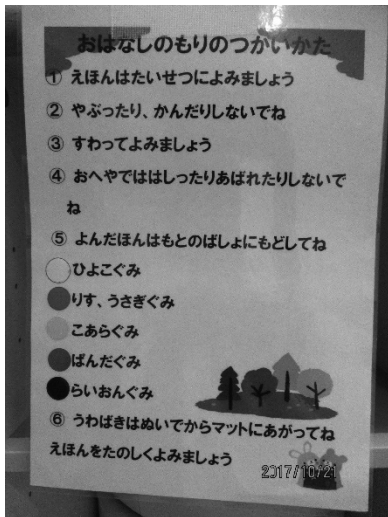 おはなしのもりのつかいかた
① えほんはたいせつによみましょう
② やぶったり、かんだりしないでね
③ すわってよみましょう
④ おへやでははしったりあばれたりしないで
ね
⑤ よんだほんはもとのばしょにもどしてね
ひよこぐみ
りす、うさぎぐみ
こあらぐみ
ぱんだぐみ
らいおんぐみ
⑥ うわばきはぬいでからマットにあがってね
えほんをたのしくよみましょう
2017/10/21